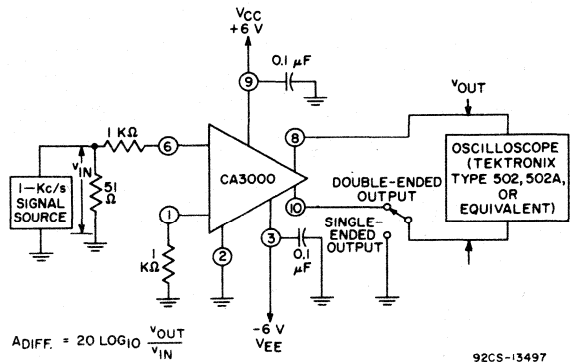 VCC
+6 V
0.1 µF
9
vOUT
1 KΩ
6
8
OSCILLOSCOPE
(TEKTRONIX
TYPE 502, 502A,
OR
EQUIVALENT)
CA3000
DOUBLE-ENDED
OUTPUT
vIN
51
Ω
1-Kc/s
SIGNAL
SOURCE
1
10
SINGLE-
ENDED
OUTPUT
1
KΩ
2
3
0.1
µF
-6 V
VEE
ADIFF. = 20 LOG10 vOUT
vIN
92CS-13497